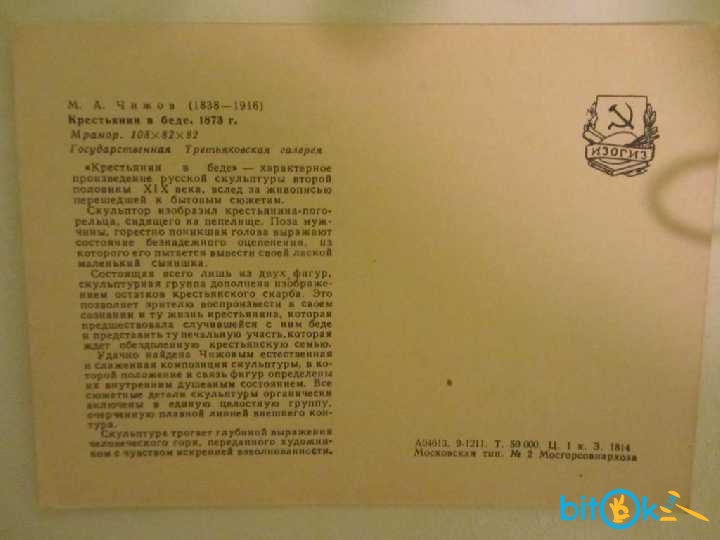 М. А. Чижов (1838—1916)
Крестьянин в беде. 1873 г.
Мрамор. 108×82×82
Государственная Третьяковская галерея
«Крестьянин в беде» — характерное
произведение русской скульптуры второй
половины XIX века, вслед за живописью
перешедшей к бытовым сюжетам.
Скульптор изобразил крестьянина-пого-
рельца, сидящего на пепелище. Поза муж-
чины, горестно поникшая голова выражают
состояние безнадежного оцепенения, из
которого его пытается вывести своей лаской
маленький сынишка.
Состоящая всего лишь из двух фигур,
скульптурная группа дополнена изображе-
нием остатков крестьянского скарба. Это
позволяет зрителю воспроизвести в своем
сознании и ту жизнь крестьянина, которая
предшествовала случившейся с ним беде
и представить ту печальную участь, которая
ждет обездоленную крестьянскую семью.
Удачно найдена Чижовым естественная
и слаженная композиция скульптуры, в ко-
торой положение и связь фигур определены
их внутренним душевным состоянием. Все
сюжетные детали скульптуры органически
включены в единую целостную группу,
очерченную плавной линией внешнего кон-
тура.
Скульптура трогает глубиной выражения
человеческого горя, переданного художни-
ком с чувством искренней взволнованности.
ИЗОГИЗ
А04613. 9-12II. Т. 50 000. Ц. 1 к. З. 1814
Московская тип. № 2 Мосгорсовнархоза
bitOk